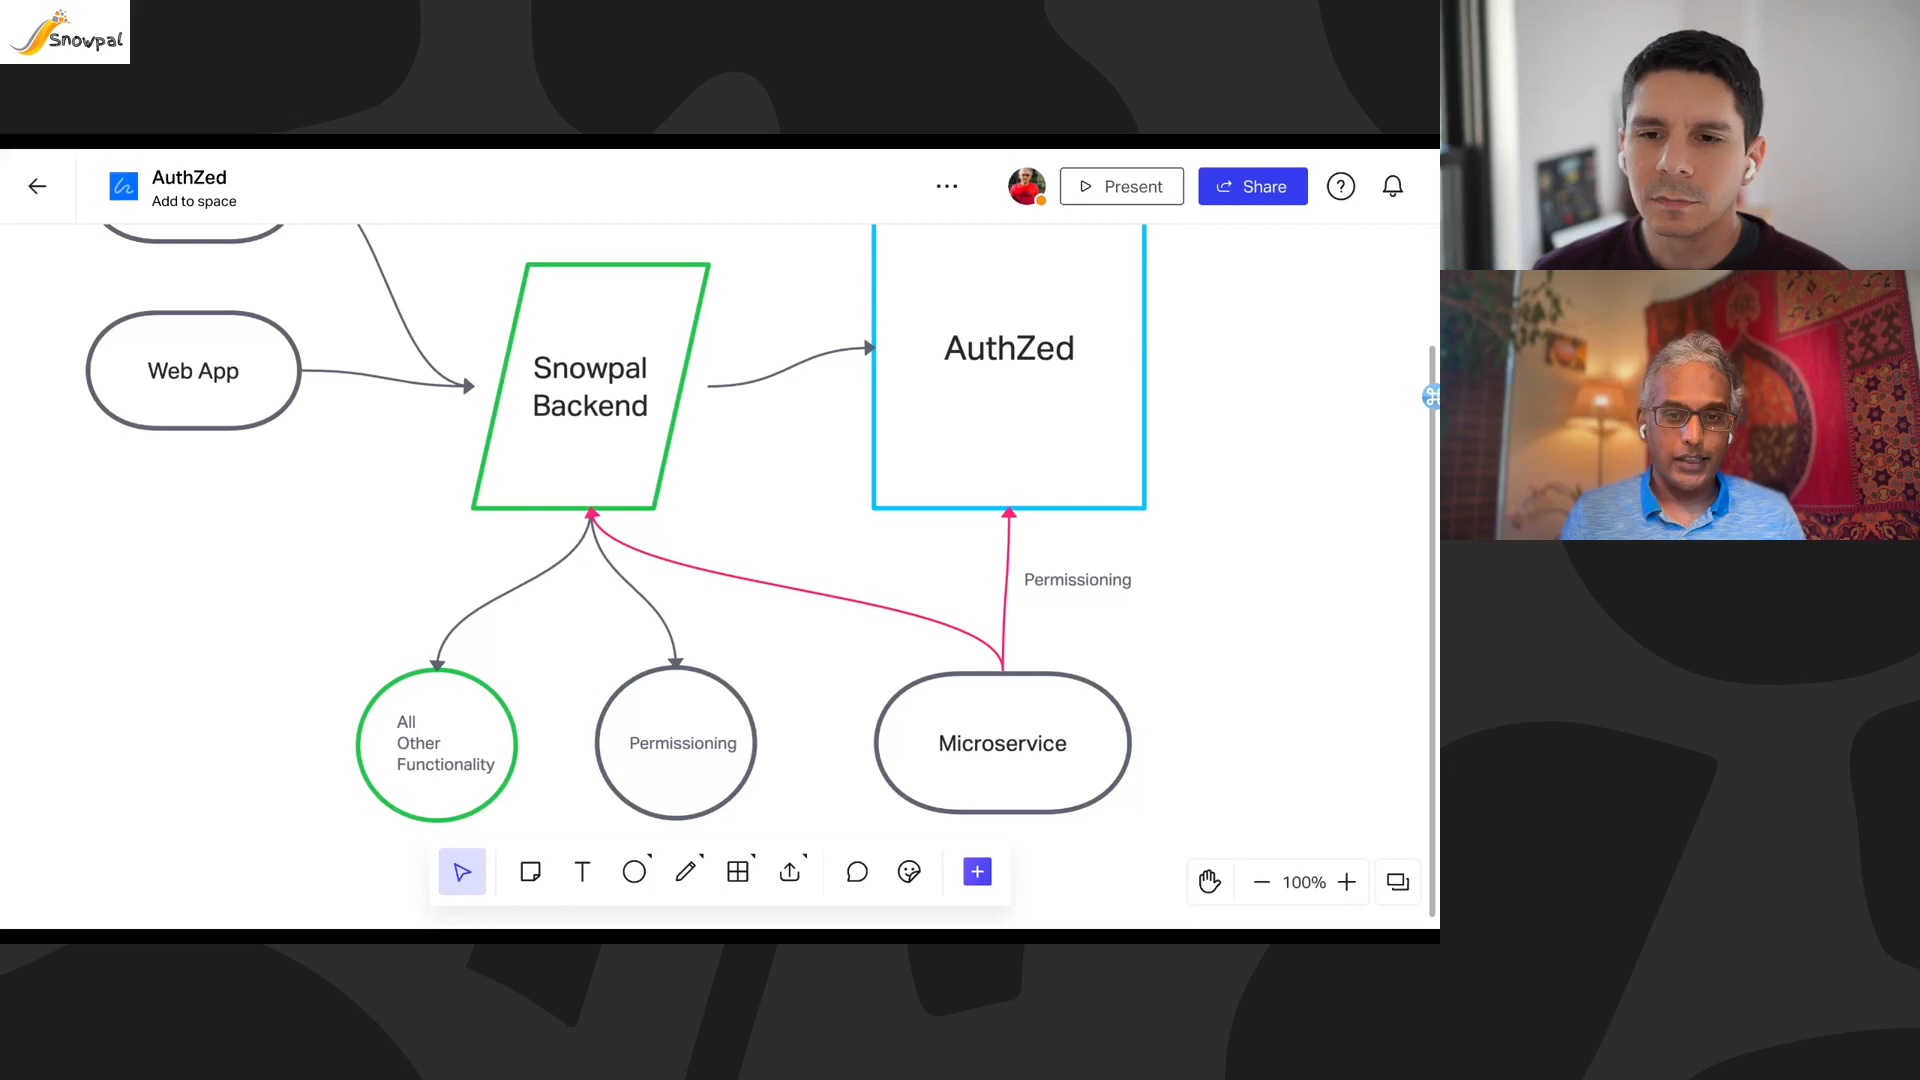 Snowpal
AuthZed
Add to space
Present
Share
?
Web App
Snowpal
Backend
AuthZed
Permissioning
All
Other
Functionality
Permissioning
Microservice
T
100%